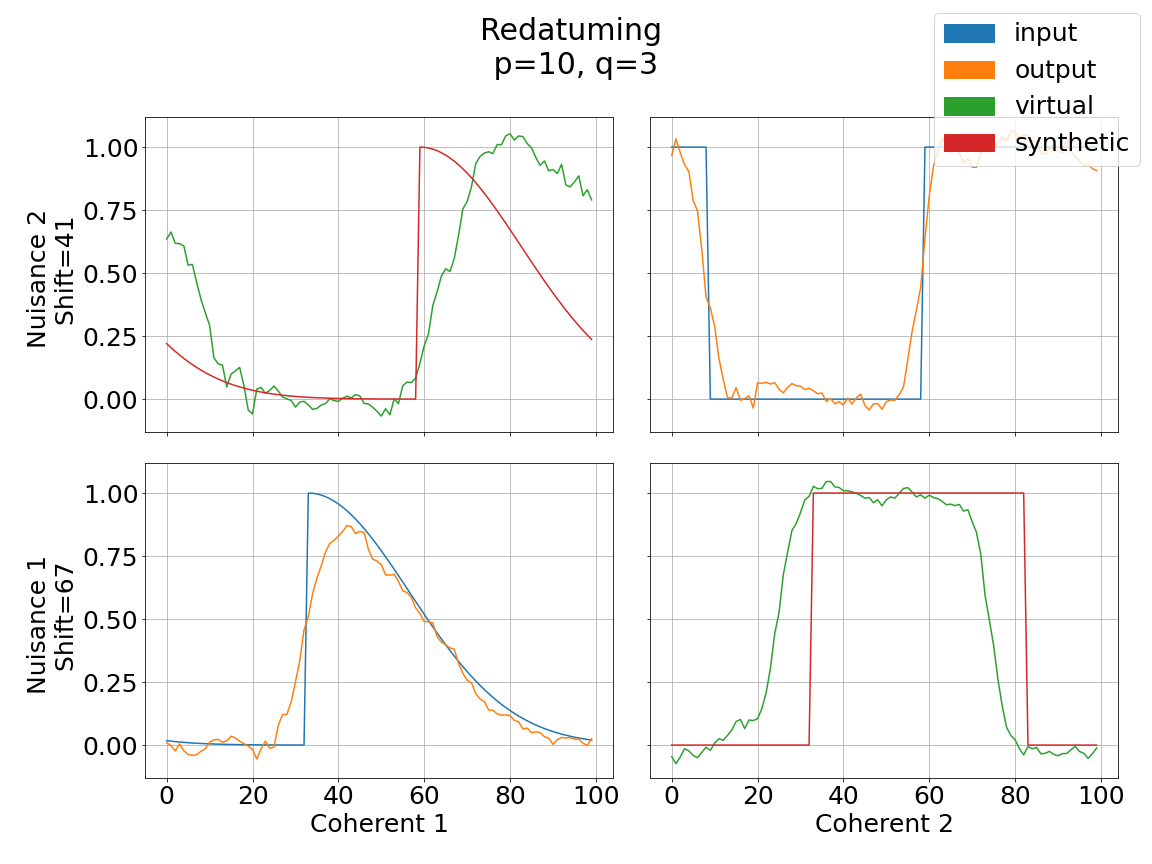 Redatuming
p=10, q=3
input
output
virtual
synthetic
Nuisance 2
Shift=41
1.00
0.75
0.50
0.25
0.00
Nuisance 1
Shift=67
1.00
0.75
0.50
0.25
0.00
0 20 40 60 80 100
0 20 40 60 80 100
Coherent 1
Coherent 2